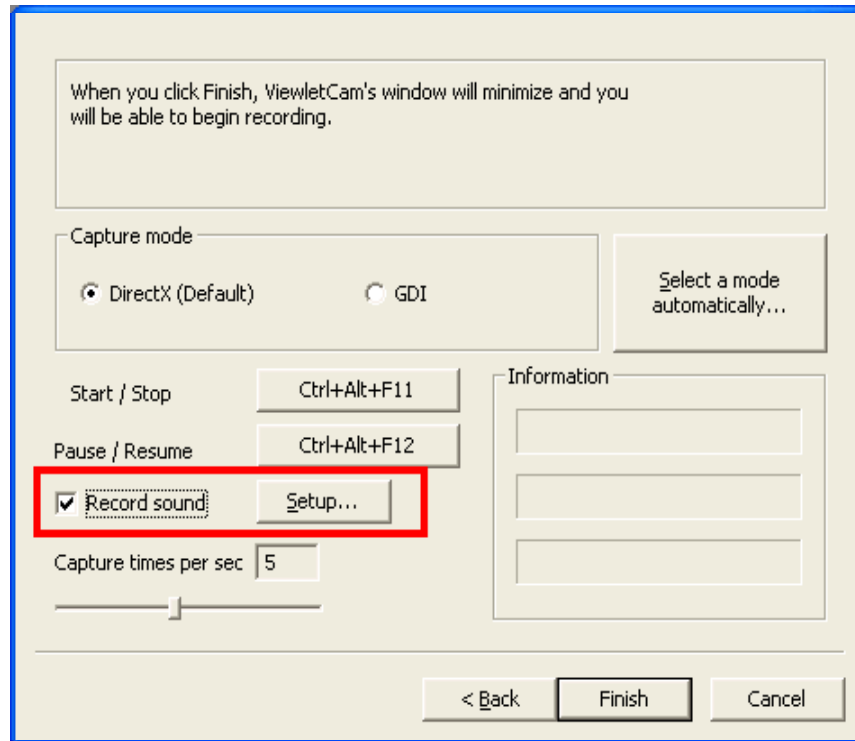 When you click Finish, ViewletCam's window will minimize and you
will be able to begin recording.
Capture mode
DirectX (Default)
GDI
Select a mode
automatically...
Start / Stop
Ctrl+Alt+F11
Information
Pause / Resume
Ctrl+Alt+F12
Record sound
Setup...
Capture times per sec
5
< Back
Finish
Cancel